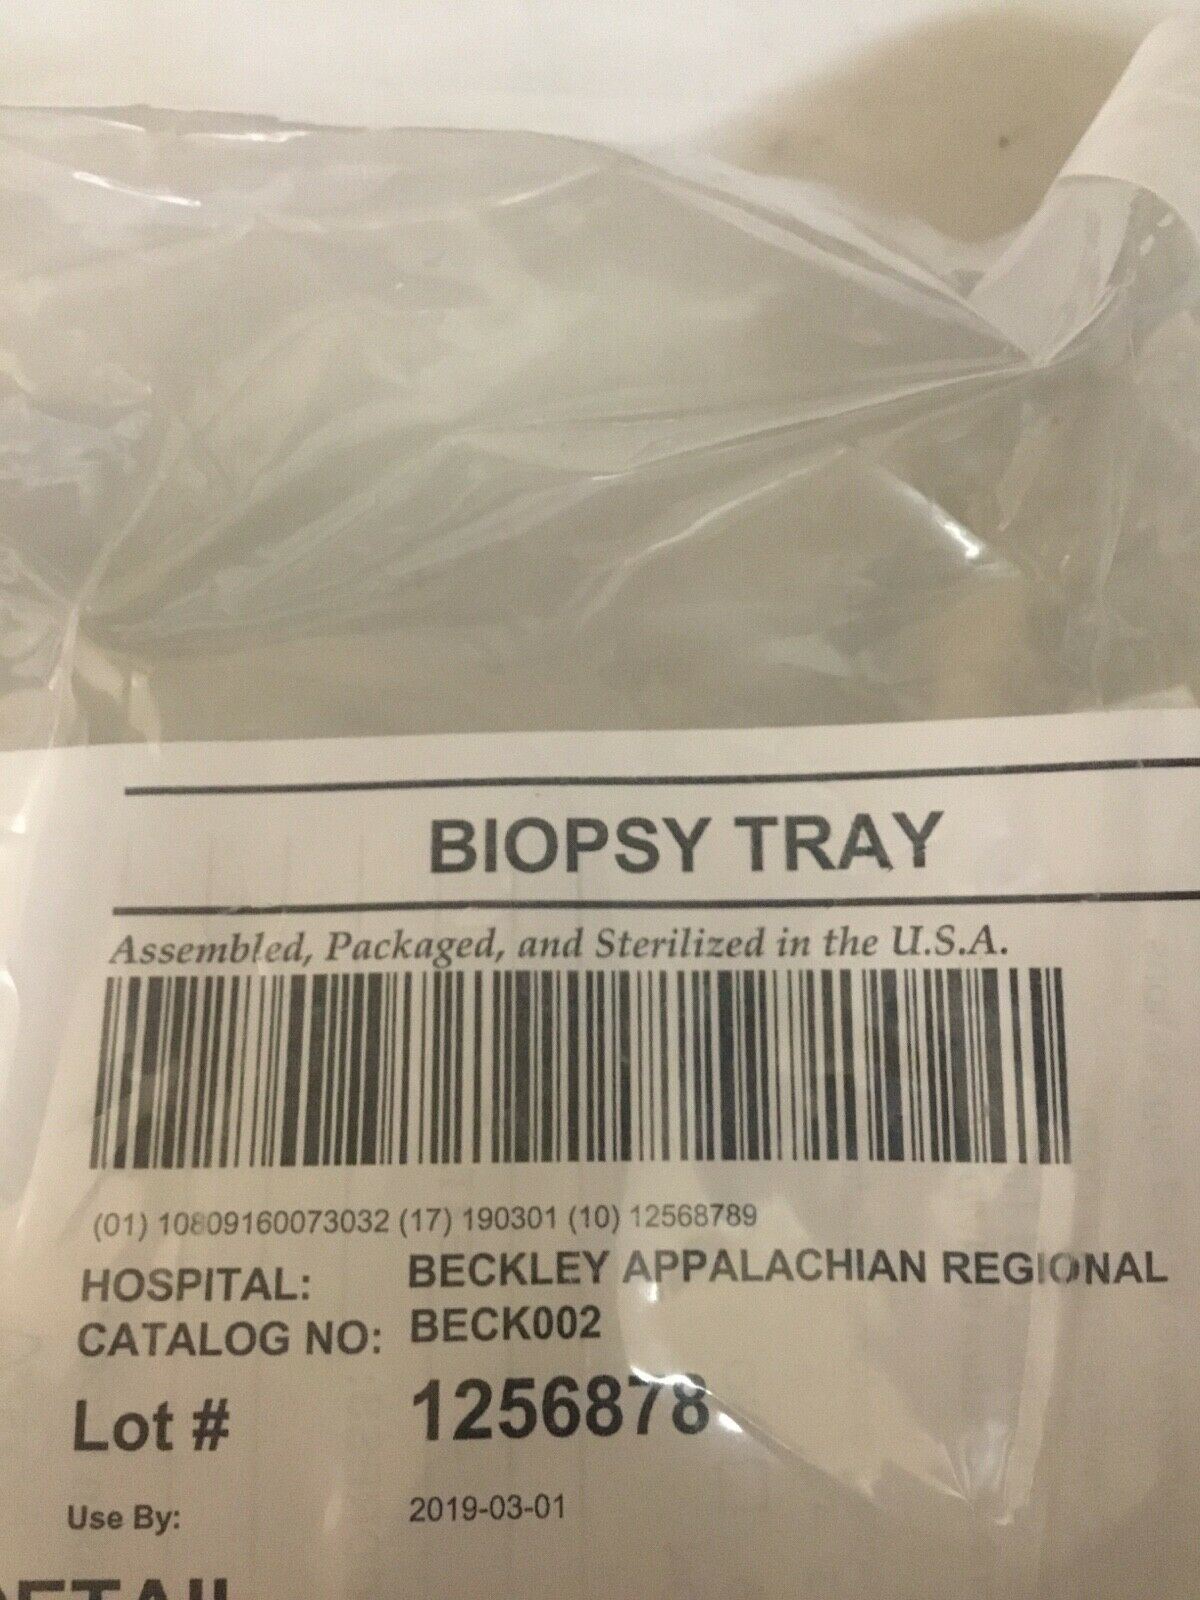 BIOPSY TRAY
Assembled, Packaged, and Sterilized in the U.S.A.
(01) 10809160073032 (17) 190301 (10) 12568789
HOSPITAL: BECKLEY APPALACHIAN REGIONAL
CATALOG NO: BECK002
Lot # 1256878
Use By: 2019-03-01
DETAIL